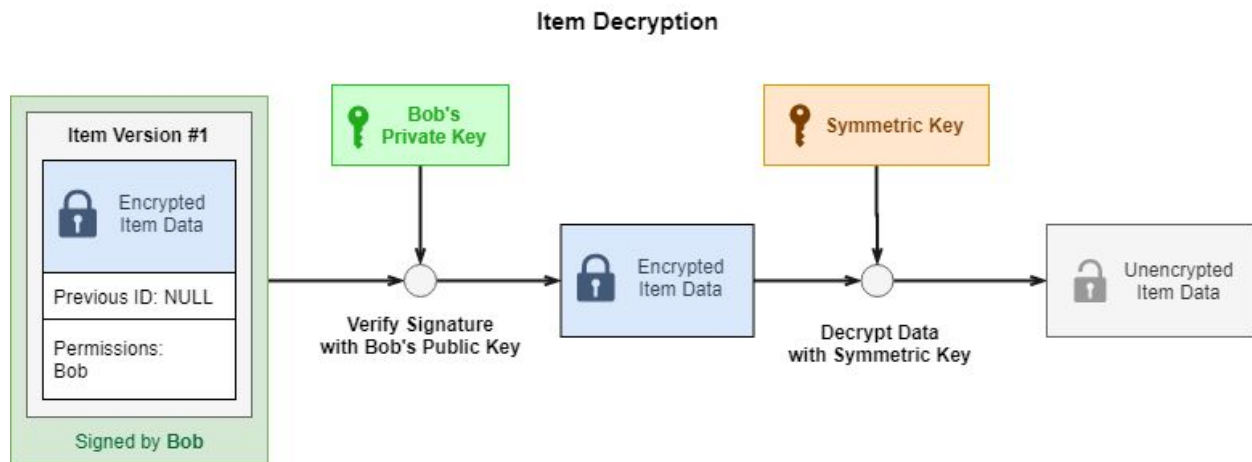 Item Decryption
Item Version #1
Encrypted
Item Data
Previous ID: NULL
Permissions:
Bob
Signed by Bob
Bob's
Private Key
Verify Signature
with Bob's Public Key
Encrypted
Item Data
Symmetric Key
Decrypt Data
with Symmetric Key
Unencrypted
Item Data